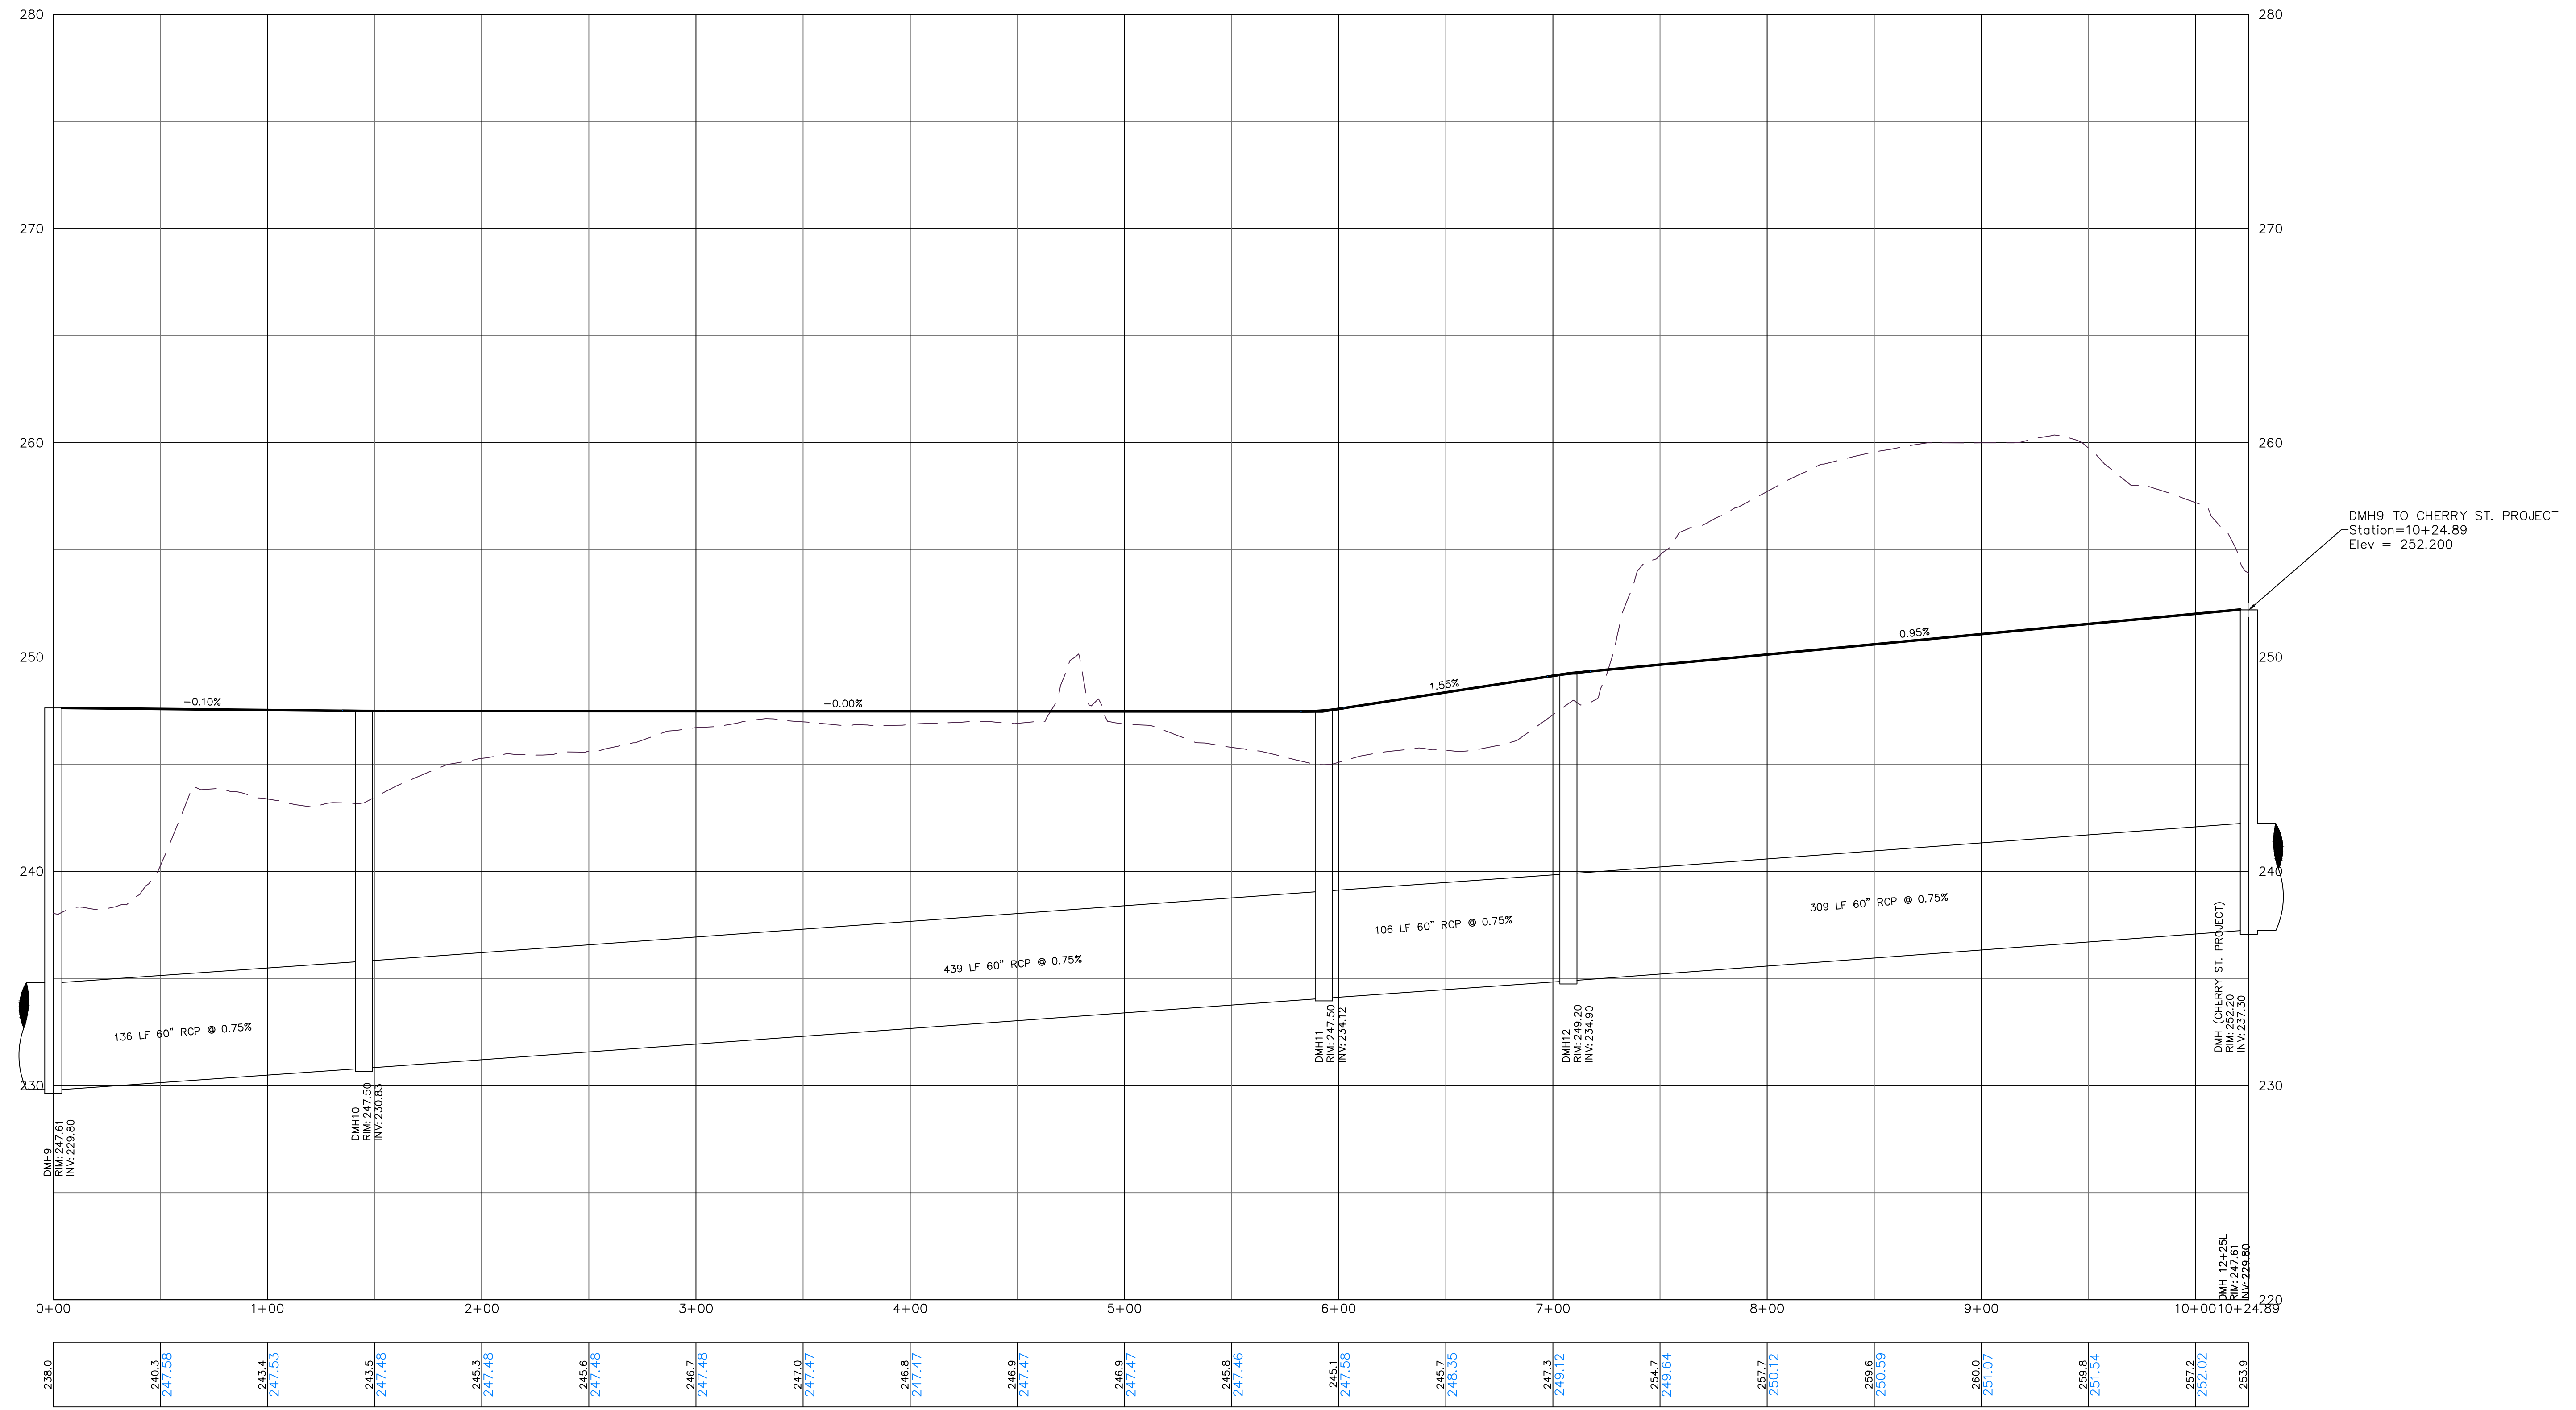 280 280
270 270
260 260
DMH9 TO CHERRY ST. PROJECT
Station=10+24.89
Elev = 252.200
250 250
-0.10%
-0.00%
1.55%
0.95%
240 240
136 LF 60" RCP @ 0.75%
439 LF 60" RCP @ 0.75%
106 LF 60" RCP @ 0.75%
309 LF 60" RCP @ 0.75%
230 230
DMH9
RIM: 247.61
INV: 229.80
DMH10
RIM: 247.50
INV: 230.83
DMH11
RIM: 247.50
INV: 234.12
DMH12
RIM: 249.20
INV: 234.90
DMH (CHERRY ST. PROJECT)
RIM: 252.20
INV: 237.30
DMH 12+25L
RIM: 247.61
INV: 229.80
220
0+00 1+00 2+00 3+00 4+00 5+00 6+00 7+00 8+00 9+00 10+00 10+24.89
238.0
240.3
247.58
243.4
247.53
243.5
247.48
245.3
247.48
245.6
247.48
246.7
247.48
247.0
247.47
246.8
247.47
246.9
247.47
246.9
247.47
245.8
247.46
245.1
247.58
245.7
248.35
247.3
249.12
254.7
249.64
257.7
250.12
259.6
250.59
260.0
251.07
259.8
251.54
257.2
252.02
253.9